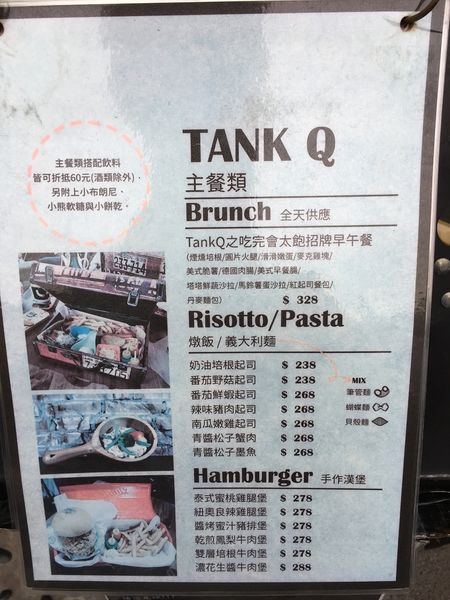 TANK Q
主餐類搭配飲料
皆可折抵60元(酒類除外)，
另附上小布朗尼、
小熊軟糖與小餅乾。
主餐類
Brunch 全天供應
TankQ之吃完會太飽招牌早午餐
(煙燻培根/圓片火腿/滑滑嫩蛋/麥克雞塊/
美式脆薯/德國肉腸/美式早餐腸/
塔塔鮮蔬沙拉/馬鈴薯蛋沙拉/紅起司餐包/
丹麥麵包) $ 328
Risotto/Pasta
燉飯 / 義大利麵
奶油培根起司 $ 238
番茄野菇起司 $ 238
番茄鮮蝦起司 $ 268
辣味豬肉起司 $ 268
南瓜嫩雞起司 $ 268
青醬松子蟹肉 $ 268
青醬松子墨魚 $ 268
MIX
筆管麵
蝴蝶麵
貝殼麵
Hamburger 手作漢堡
泰式蜜桃雞腿堡 $ 278
紐奧良辣雞腿堡 $ 278
醬烤蜜汁豬排堡 $ 278
乾煎鳳梨牛肉堡 $ 278
雙層培根牛肉堡 $ 278
濃花生醬牛肉堡 $ 288